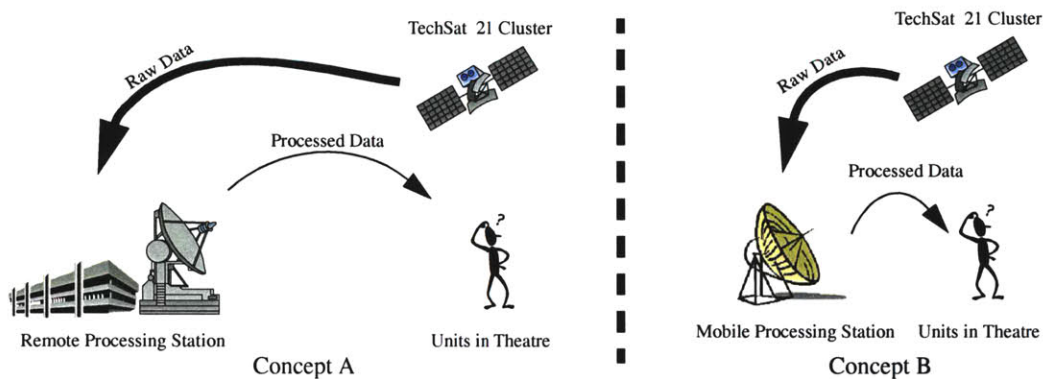 TechSat 21 Cluster
Raw Data
Processed Data
?
Remote Processing Station
Units in Theatre
Concept A
TechSat 21 Cluster
Raw Data
Processed Data
?
Mobile Processing Station
Units in Theatre
Concept B